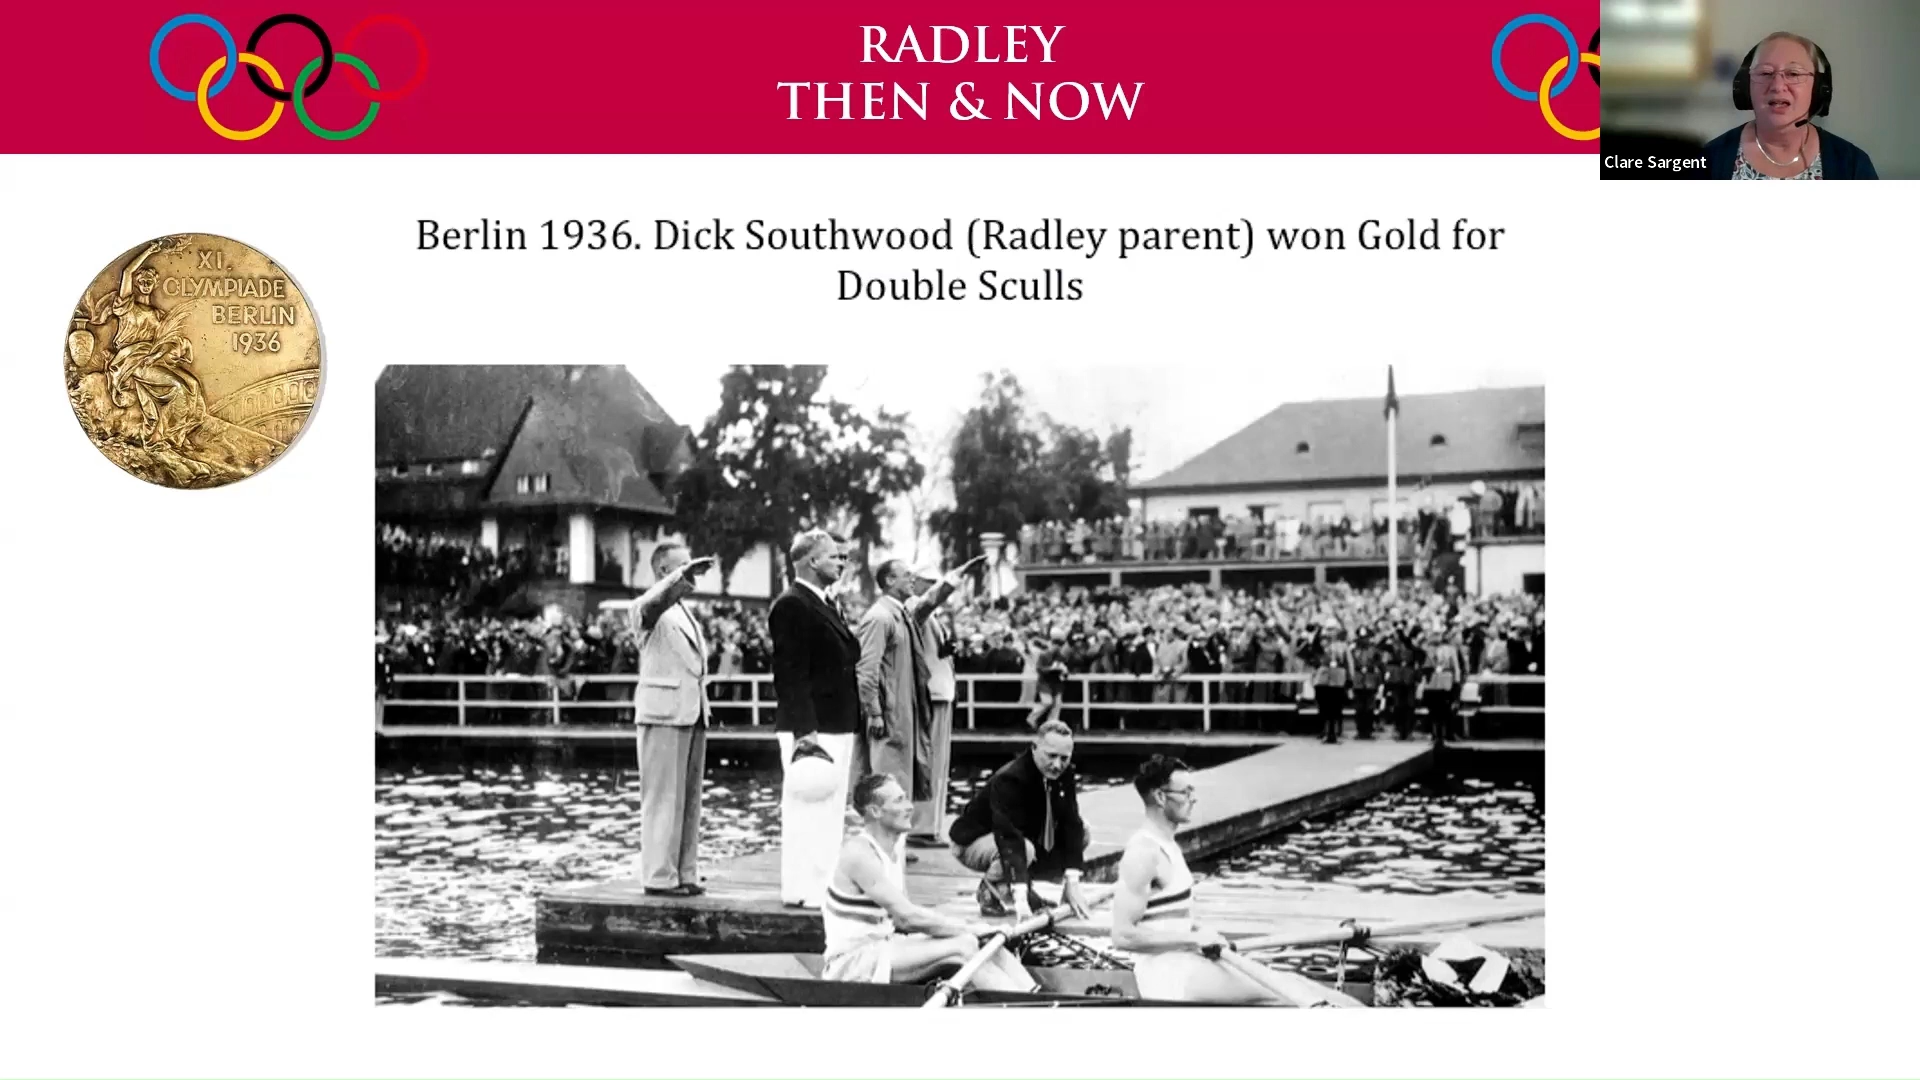 RADLEY
THEN & NOW
Clare Sargent
Berlin 1936. Dick Southwood (Radley parent) won Gold for
Double Sculls
XI.
OLYMPIADE
BERLIN
1936